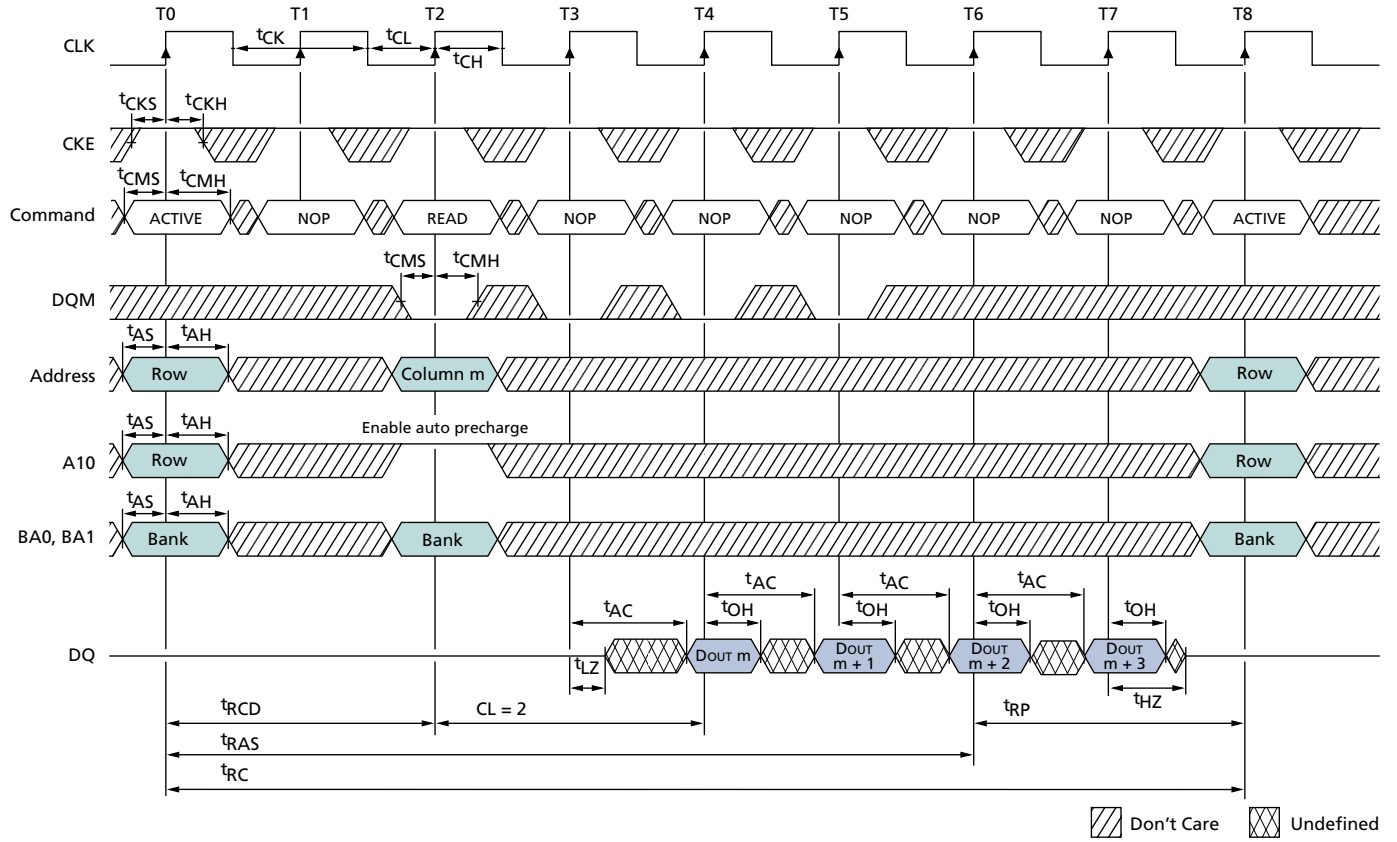 T0 T1 T2 T3 T4 T5 T6 T7 T8
CLK
tCK tCL
tCH
tCKS tCKH
CKE
tCMS tCMH
Command ACTIVE NOP READ NOP NOP NOP NOP NOP ACTIVE
tCMS tCMH
DQM
tAS tAH
Address Row Column m Row
tAS tAH
Enable auto precharge
A10 Row Row
tAS tAH
BA0, BA1 Bank Bank Bank
tAC tAC tAC
tAC tOH tOH tOH tOH
DQ DOUT m DOUT m + 1 DOUT m + 2 DOUT m + 3
tLZ tHZ
tRCD CL = 2 tRP
tRAS
tRC
Don't Care Undefined